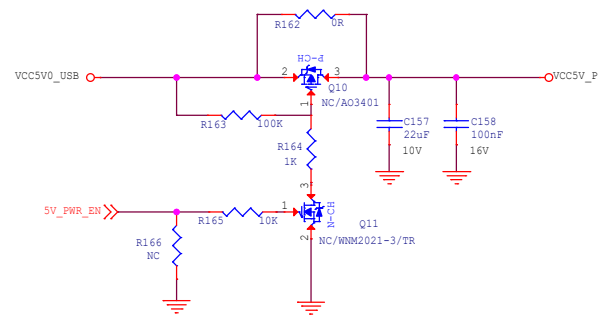 R162
0R
P-CH
VCC5V0_USB
2
3
VCC5V_P
Q10
NC/AO3401
1
R163
100K
C157
22uF
10V
C158
100nF
16V
R164
1K
3
5V_PWR_EN
1
N-CH
R165
10K
Q11
2
NC/WNM2021-3/TR
R166
NC